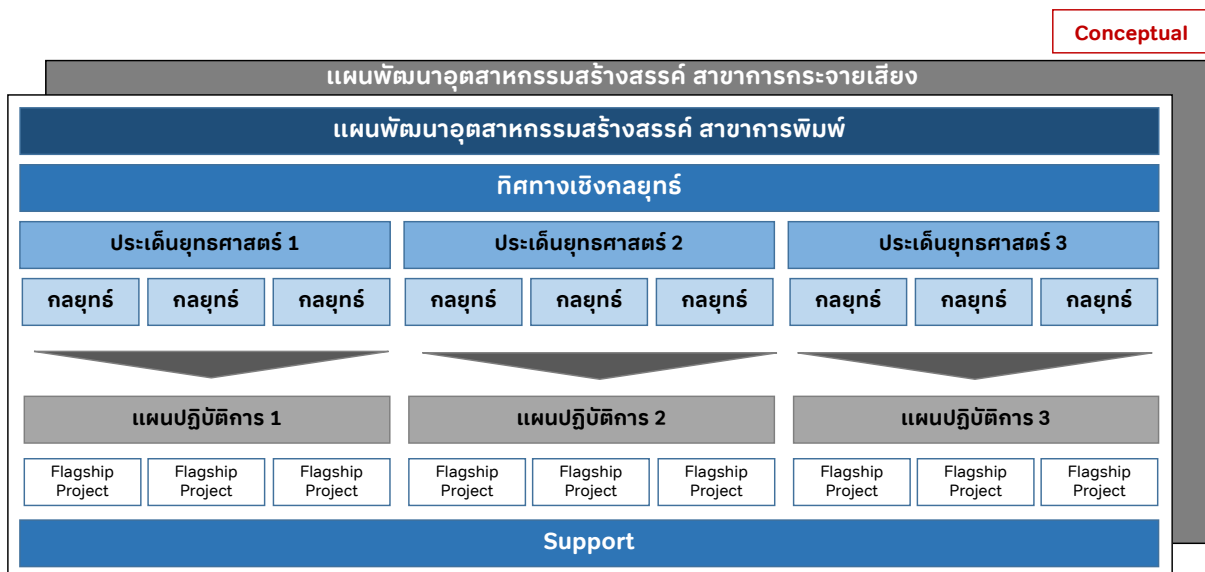 Conceptual
แผนพัฒนาอุตสาหกรรมสร้างสรรค์ สาขาการกระจายเสียง
แผนพัฒนาอุตสาหกรรมสร้างสรรค์ สาขาการพิมพ์
ทิศทางเชิงกลยุทธ์
ประเด็นยุทธศาสตร์ 1 ประเด็นยุทธศาสตร์ 2 ประเด็นยุทธศาสตร์ 3
กลยุทธ์ กลยุทธ์ กลยุทธ์ กลยุทธ์ กลยุทธ์ กลยุทธ์ กลยุทธ์ กลยุทธ์ กลยุทธ์
แผนปฏิบัติการ 1 แผนปฏิบัติการ 2 แผนปฏิบัติการ 3
Flagship Flagship Flagship Flagship Flagship Flagship Flagship Flagship Flagship
Project Project Project Project Project Project Project Project Project
Support